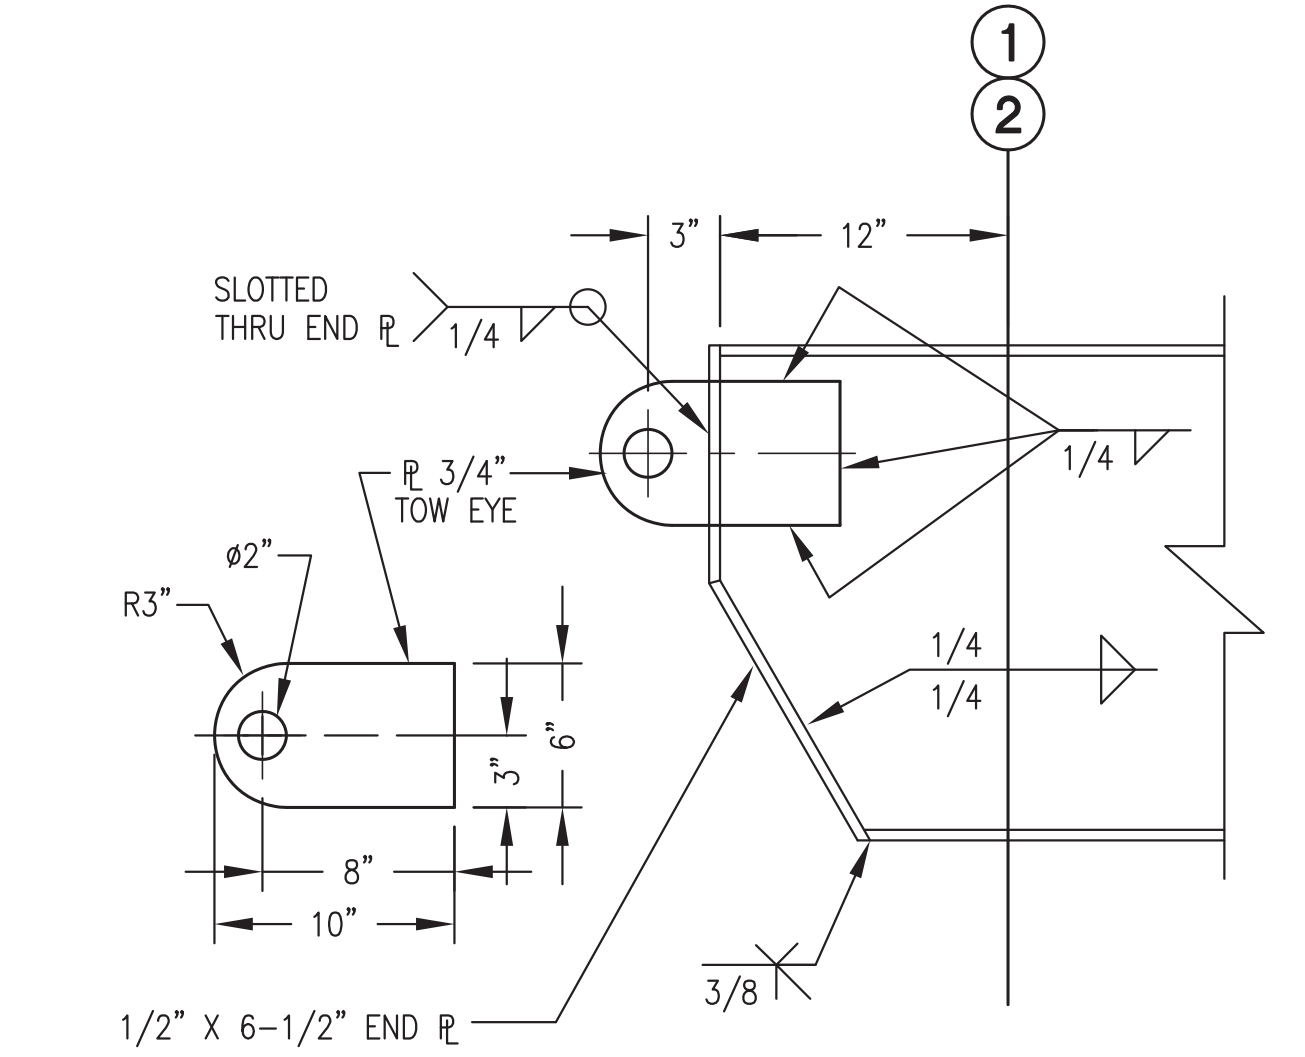 1
2
3”
12”
SLOTTED
THRU END ⅊
1/4
1/4
⅊ 3/4”
TOW EYE
ø2”
R3”
1/4
1/4
6”
3”
8”
10”
3/8
1/2” X 6-1/2” END ⅊